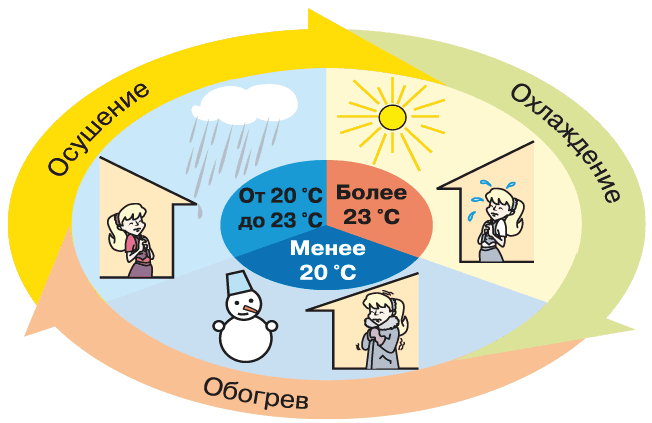 Осушение
Охлаждение
От 20 °C
до 23 °C
Более
23 °C
Менее
20 °C
Обогрев